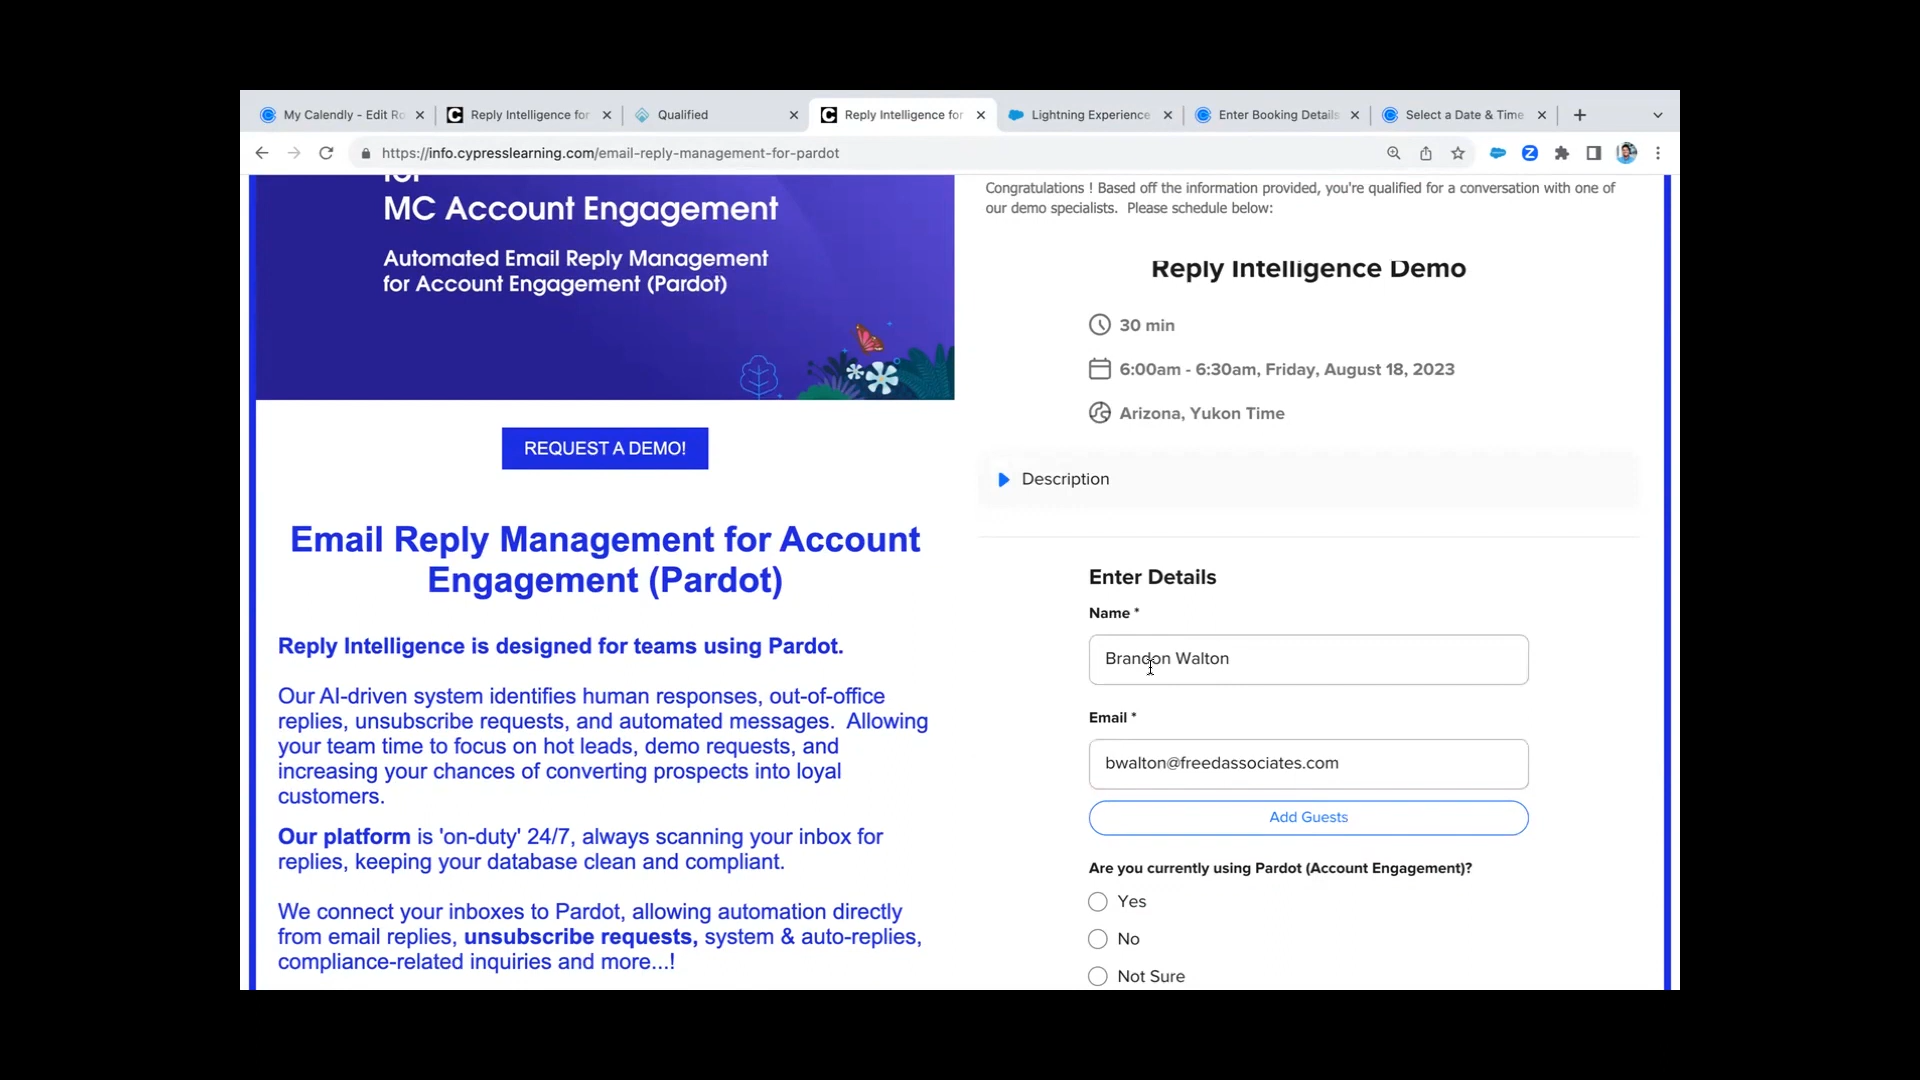 My Calendly - Edit Ro
Reply Intelligence for
Qualified
Reply Intelligence for
Lightning Experience
Enter Booking Details
Select a Date & Time
https://info.cypresslearning.com/email-reply-management-for-pardot
for
MC Account Engagement
Automated Email Reply Management
for Account Engagement (Pardot)
REQUEST A DEMO!
Email Reply Management for Account
Engagement (Pardot)
Reply Intelligence is designed for teams using Pardot.
Our AI-driven system identifies human responses, out-of-office
replies, unsubscribe requests, and automated messages.  Allowing
your team time to focus on hot leads, demo requests, and
increasing your chances of converting prospects into loyal
customers.
Our platform is 'on-duty' 24/7, always scanning your inbox for
replies, keeping your database clean and compliant.
We connect your inboxes to Pardot, allowing automation directly
from email replies, unsubscribe requests, system & auto-replies,
compliance-related inquiries and more...!
Congratulations ! Based off the information provided, you're qualified for a conversation with one of
our demo specialists.  Please schedule below:
Reply Intelligence Demo
30 min
6:00am - 6:30am, Friday, August 18, 2023
Arizona, Yukon Time
Description
Enter Details
Name *
Brandon Walton
Email *
bwalton@freedassociates.com
Add Guests
Are you currently using Pardot (Account Engagement)?
Yes
No
Not Sure